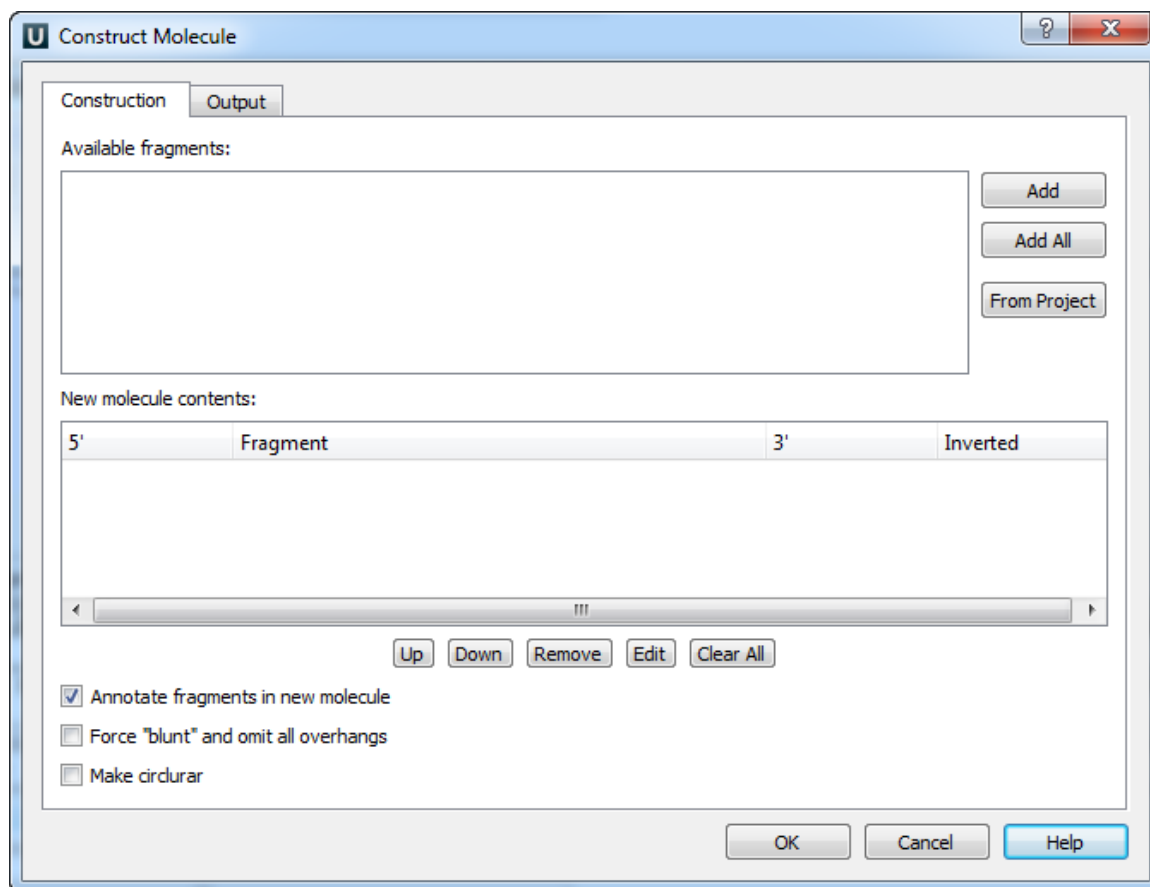 U Construct Molecule ? X
Construction Output
Available fragments:
Add
Add All
From Project
New molecule contents:
5' Fragment 3' Inverted
Up Down Remove Edit Clear All
Annotate fragments in new molecule
Force "blunt" and omit all overhangs
Make circlurar
OK Cancel Help